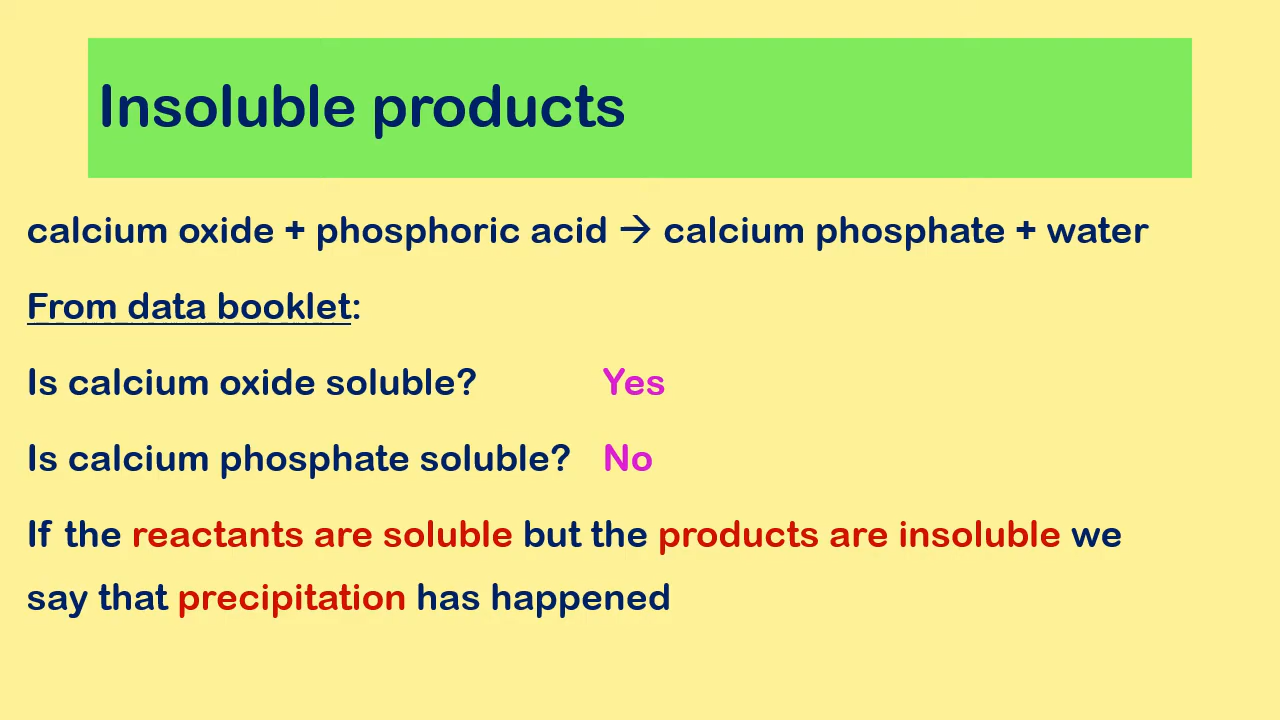 Insoluble products
calcium oxide + phosphoric acid → calcium phosphate + water
From data booklet:
Is calcium oxide soluble? Yes
Is calcium phosphate soluble? No
If the reactants are soluble but the products are insoluble we
say that precipitation has happened